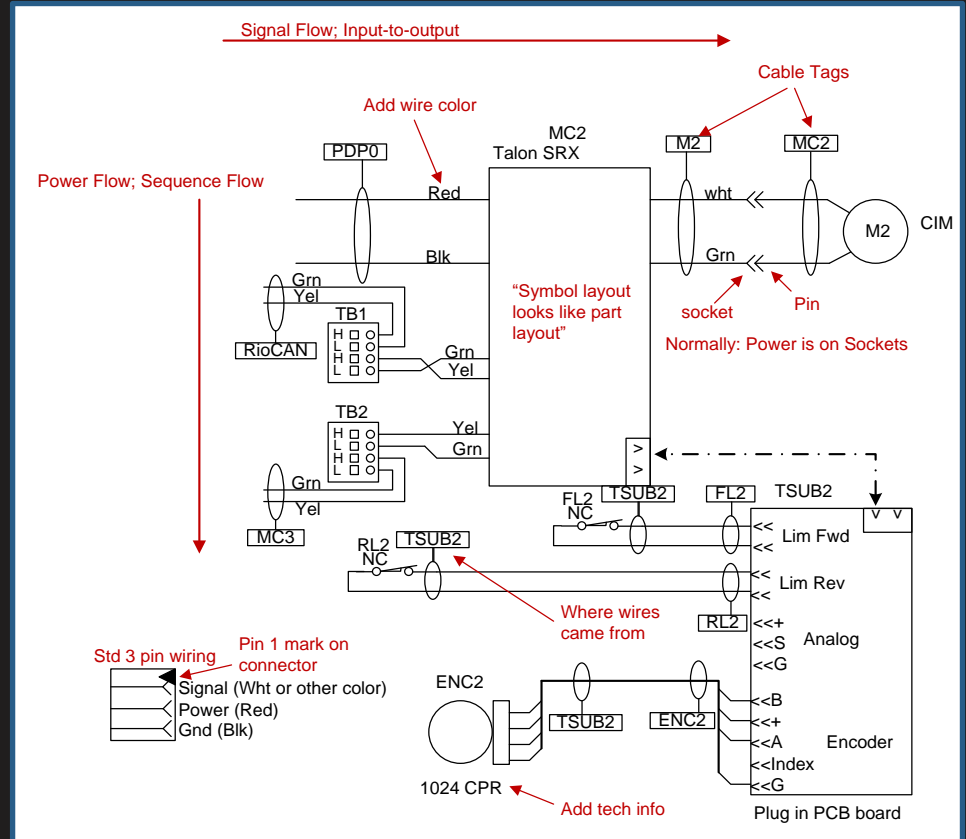 Signal Flow; Input-to-output
Cable Tags
Add wire color
MC2
Talon SRX
PDP0
M2
MC2
Power Flow; Sequence Flow
Red
wht
M2
CIM
Blk
Grn
Grn
Yel
"Symbol layout
looks like part
layout"
socket
Pin
TB1
H
L
H
L
RioCAN
Grn
Yel
Normally: Power is on Sockets
TB2
H
L
H
L
Yel
Grn
Grn
Yel
MC3
>
>
FL2
NC
TSUB2
FL2
TSUB2
v v
<<
Lim Fwd
<<
RL2
NC
TSUB2
<<
Lim Rev
<<
Where wires
came from
RL2
<<+
<<S
Analog
<<G
Std 3 pin wiring
Pin 1 mark on
connector
Signal (Wht or other color)
Power (Red)
Gnd (Blk)
ENC2
TSUB2
ENC2
<<B
<<+
<<A
Encoder
<<Index
<<G
1024 CPR
Add tech info
Plug in PCB board